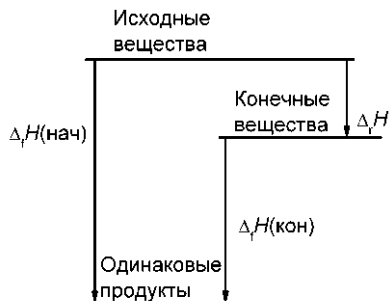 Исходные
вещества
Конечные
вещества
ΔᵣH
ΔfH(нач)
ΔfH(кон)
Одинаковые
продукты